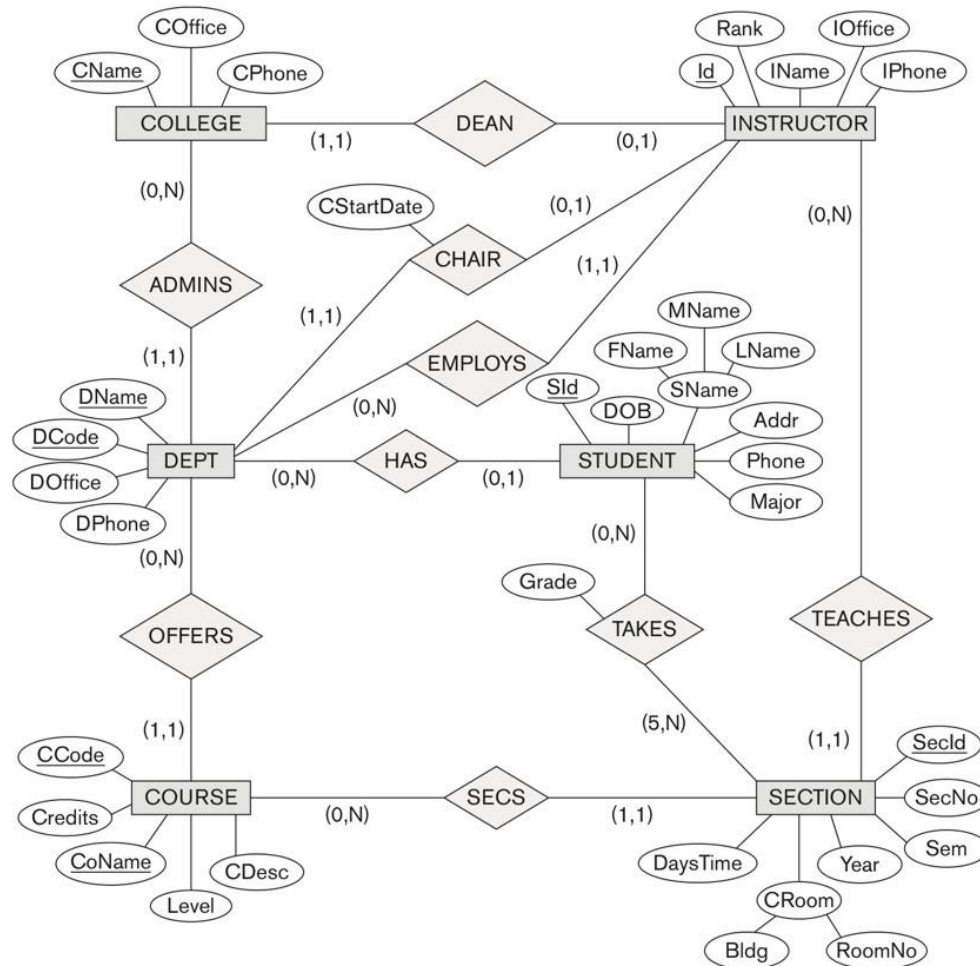 COffice
Rank
IOffice
CName
CPhone
Id
IName
IPhone
COLLEGE
DEAN
INSTRUCTOR
(1,1)
(0,1)
(0,N)
CStartDate
(0,1)
(0,N)
CHAIR
ADMINS
(1,1)
(1,1)
MName
(1,1)
EMPLOYS
FName
LName
DName
(0,N)
SId
SName
DOB
DCode
Addr
DEPT
HAS
STUDENT
Phone
DOffice
(0,N)
(0,1)
Major
DPhone
(0,N)
(0,N)
Grade
OFFERS
TAKES
TEACHES
(1,1)
(5,N)
(1,1)
CCode
SecId
COURSE
SECS
SECTION
SecNo
Credits
(0,N)
(1,1)
CoName
CDesc
DaysTime
Year
Sem
Level
CRoom
Bldg
RoomNo